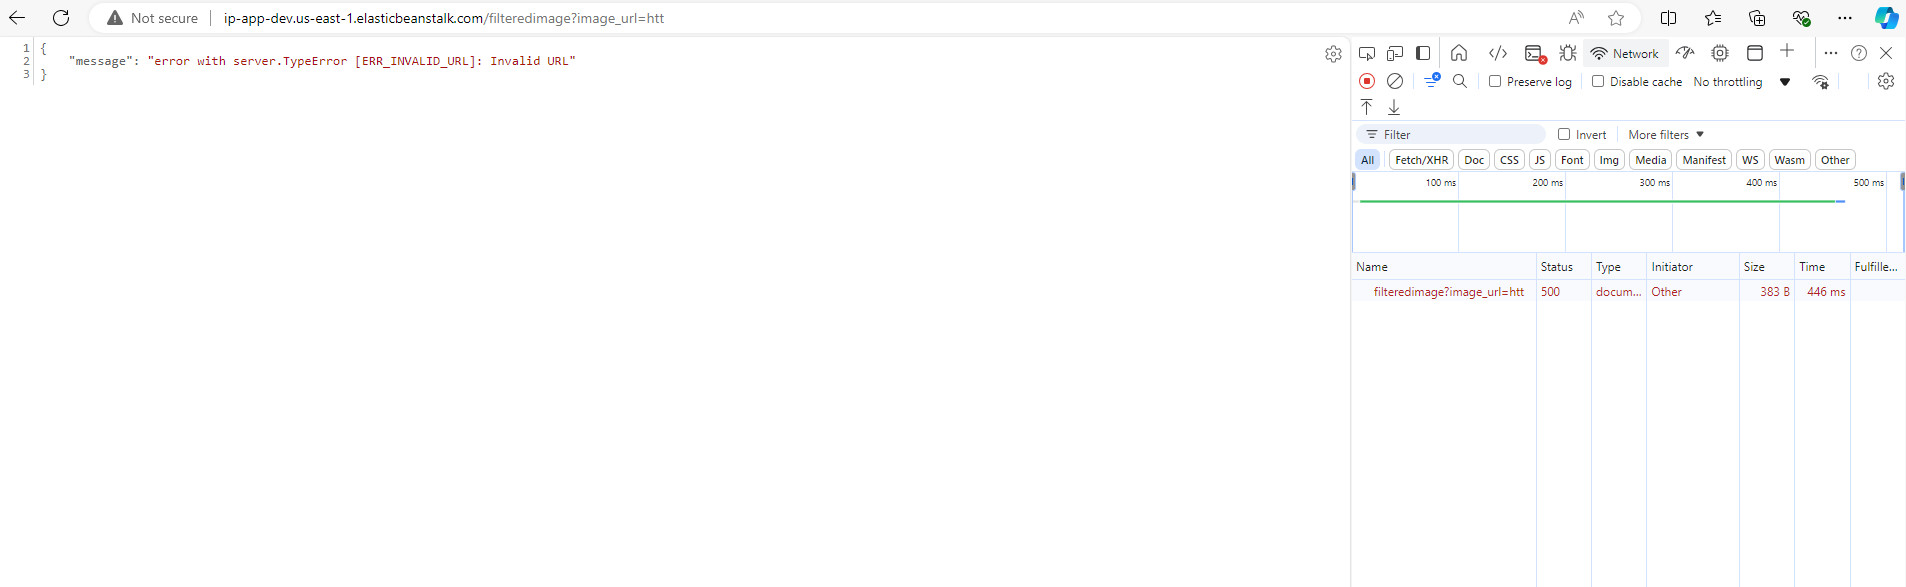 Not secure ip-app-dev.us-east-1.elasticbeanstalk.com/filteredimage?image_url=htt
1 {
2 "message": "error with server.TypeError [ERR_INVALID_URL]: Invalid URL"
3 }
Network
Preserve log Disable cache No throttling
Filter Invert More filters
All Fetch/XHR Doc CSS JS Font Img Media Manifest WS Wasm Other
100 ms 200 ms 300 ms 400 ms 500 ms
Name Status Type Initiator Size Time Fulfille...
filteredimage?image_url=htt 500 docum... Other 383 B 446 ms